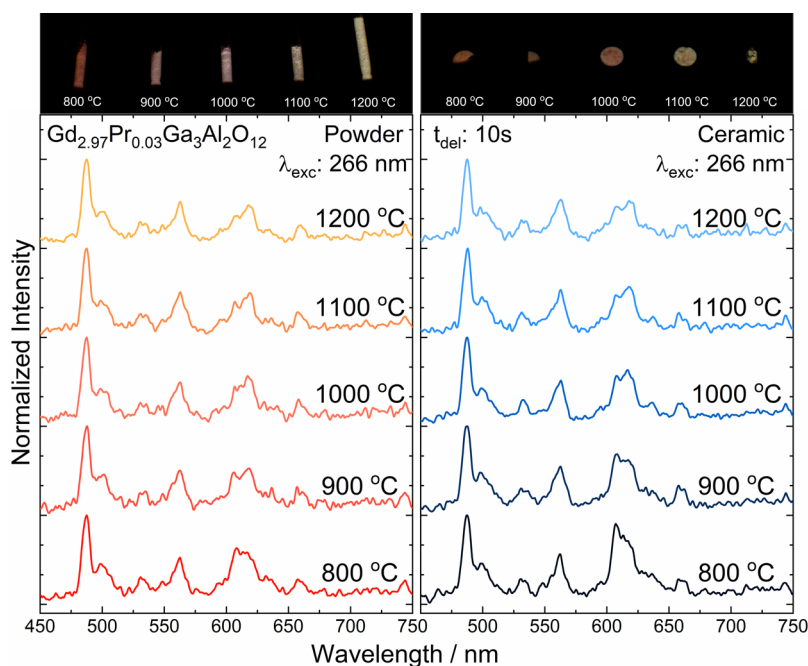 800 °C 900 °C 1000 °C 1100 °C 1200 °C
800 °C 900 °C 1000 °C 1100 °C 1200 °C
Gd₂.₉₇Pr₀.₀₃Ga₃Al₂O₁₂ Powder
λexc: 266 nm
1200 °C
1100 °C
1000 °C
900 °C
800 °C
tdel: 10s Ceramic
λexc: 266 nm
1200 °C
1100 °C
1000 °C
900 °C
800 °C
Normalized Intensity
450 500 550 600 650 700 750
500 550 600 650 700 750
Wavelength / nm